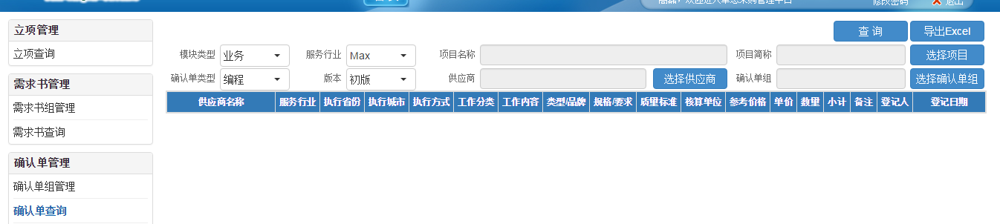 修改密码 退出
立项管理
立项查询
需求书管理
需求书组管理
需求书查询
确认单管理
确认单组管理
确认单查询
查 询 导出Excel
模块类型 业务 服务行业 Max 项目名称 项目简称 选择项目
确认单类型 编程 版本 初版 供应商 选择供应商 确认单组 选择确认单组
供应商名称 服务行业 执行省份 执行城市 执行方式 工作分类 工作内容 类型/品牌 规格/要求 质量标准 核算单位 参考价格 单价 数量 小计 备注 登记人 登记日期